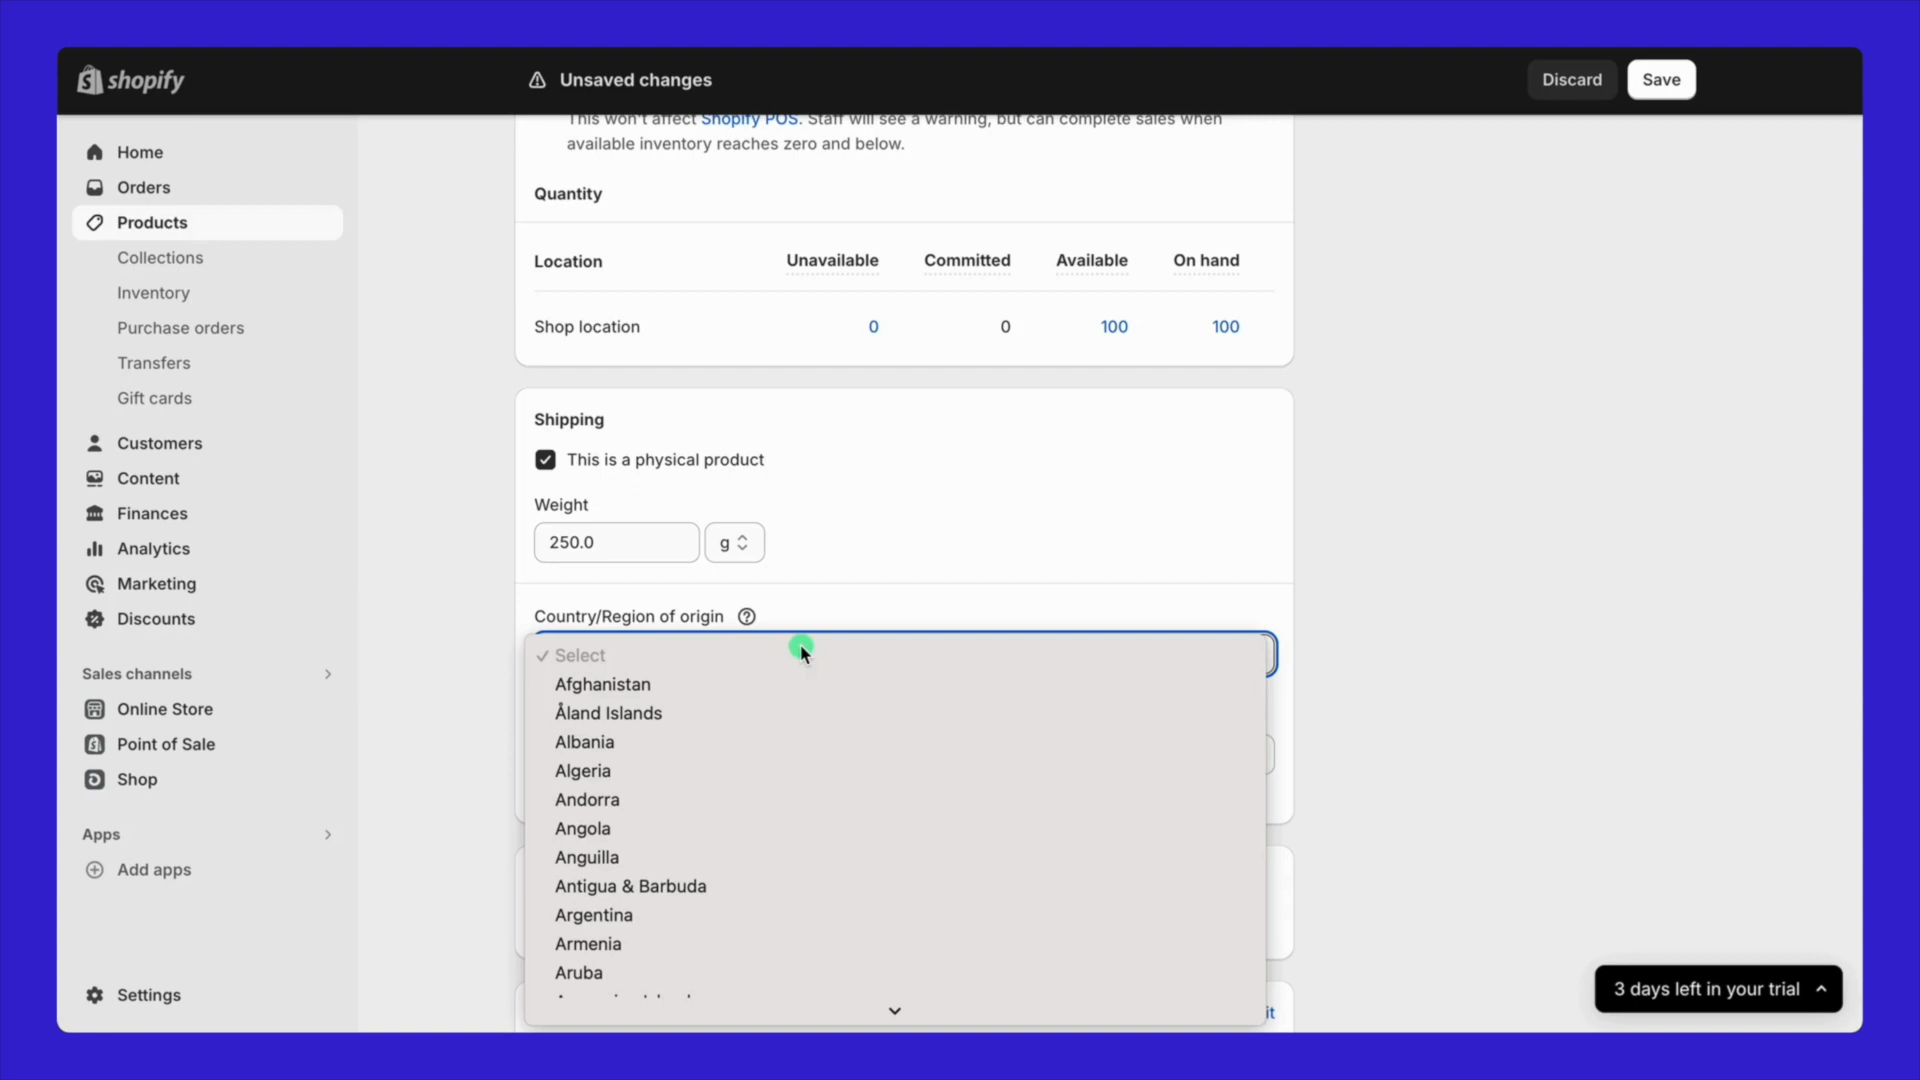 shopify
Unsaved changes
Discard
Save
Home
Orders
Products
Collections
Inventory
Purchase orders
Transfers
Gift cards
Customers
Content
Finances
Analytics
Marketing
Discounts
Sales channels
Online Store
Point of Sale
Shop
Apps
Add apps
Settings
This won't affect Shopify POS. Staff will see a warning, but can complete sales when
available inventory reaches zero and below.
Quantity
Location Unavailable Committed Available On hand
Shop location 0 0 100 100
Shipping
This is a physical product
Weight
250.0 g
Country/Region of origin
Select
Afghanistan
Åland Islands
Albania
Algeria
Andorra
Angola
Anguilla
Antigua & Barbuda
Argentina
Armenia
Aruba
3 days left in your trial